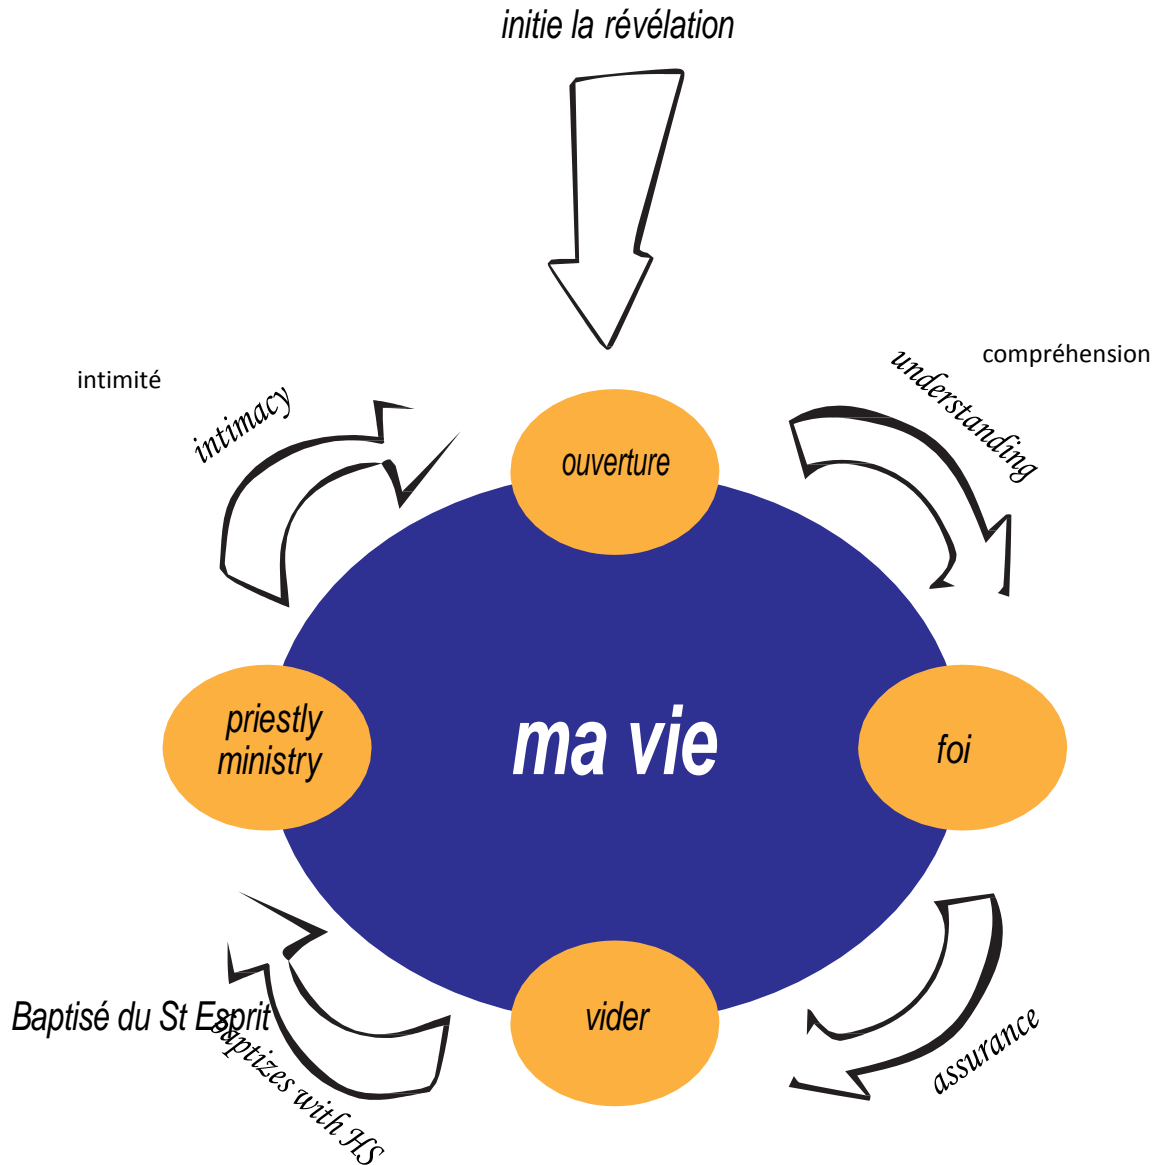 initie la révélation
intimité
intimacy
compréhension
understanding
ouverture
priestly
ministry
ma vie
foi
Baptisé du St Esprit
baptizes with HS
vider
assurance